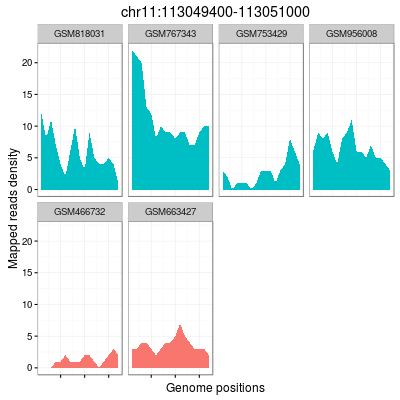 chr11:113049400-113051000
GSM818031 GSM767343 GSM753429 GSM956008
20
15
10
5
0
GSM466732 GSM663427
20
15
10
5
0
Mapped reads density
Genome positions